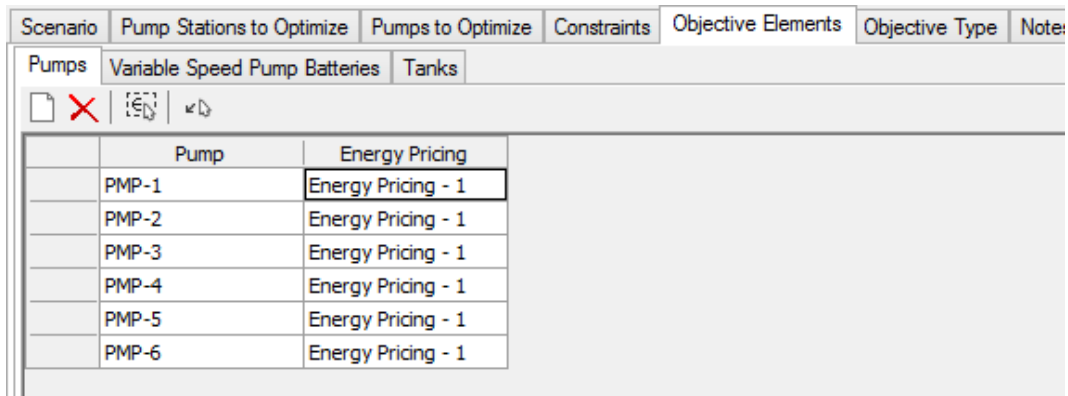 Scenario Pump Stations to Optimize Pumps to Optimize Constraints Objective Elements Objective Type Notes
Pumps Variable Speed Pump Batteries Tanks
Pump Energy Pricing
PMP-1 Energy Pricing - 1
PMP-2 Energy Pricing - 1
PMP-3 Energy Pricing - 1
PMP-4 Energy Pricing - 1
PMP-5 Energy Pricing - 1
PMP-6 Energy Pricing - 1